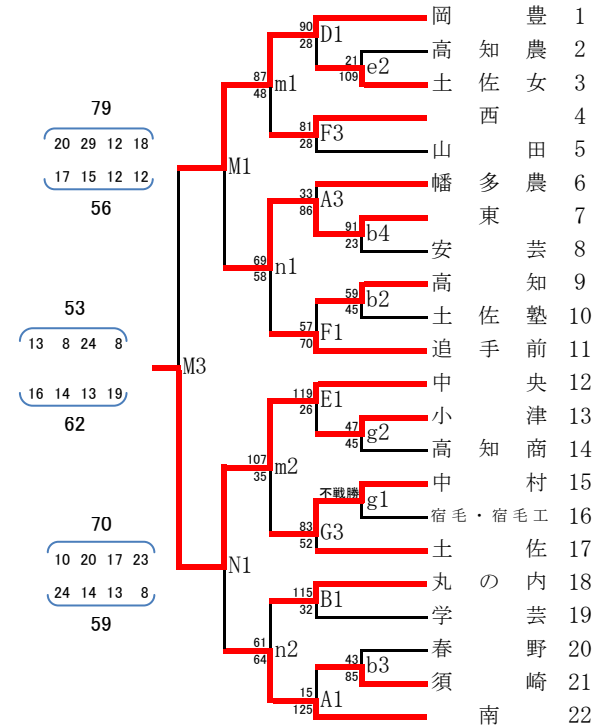 岡豊 1
90
28
D1
高知農 2
21
109
e2
土佐女 3
87
48
m1
西 4
81
28
F3
山田 5
79
20 29 12 18
17 15 12 12
56
M1
幡多農 6
33
86
A3
東 7
91
23
b4
安芸 8
69
58
n1
高知 9
59
45
b2
土佐塾 10
57
70
F1
追手前 11
53
13 8 24 8
16 14 13 19
62
M3
中央 12
119
26
E1
小津 13
47
45
g2
高知商 14
107
35
m2
中村 15
不戦勝
g1
宿毛・宿毛工 16
83
52
G3
土佐 17
70
10 20 17 23
24 14 13 8
59
N1
丸の内 18
115
32
B1
学芸 19
61
64
n2
春野 20
43
85
b3
須崎 21
15
125
A1
南 22